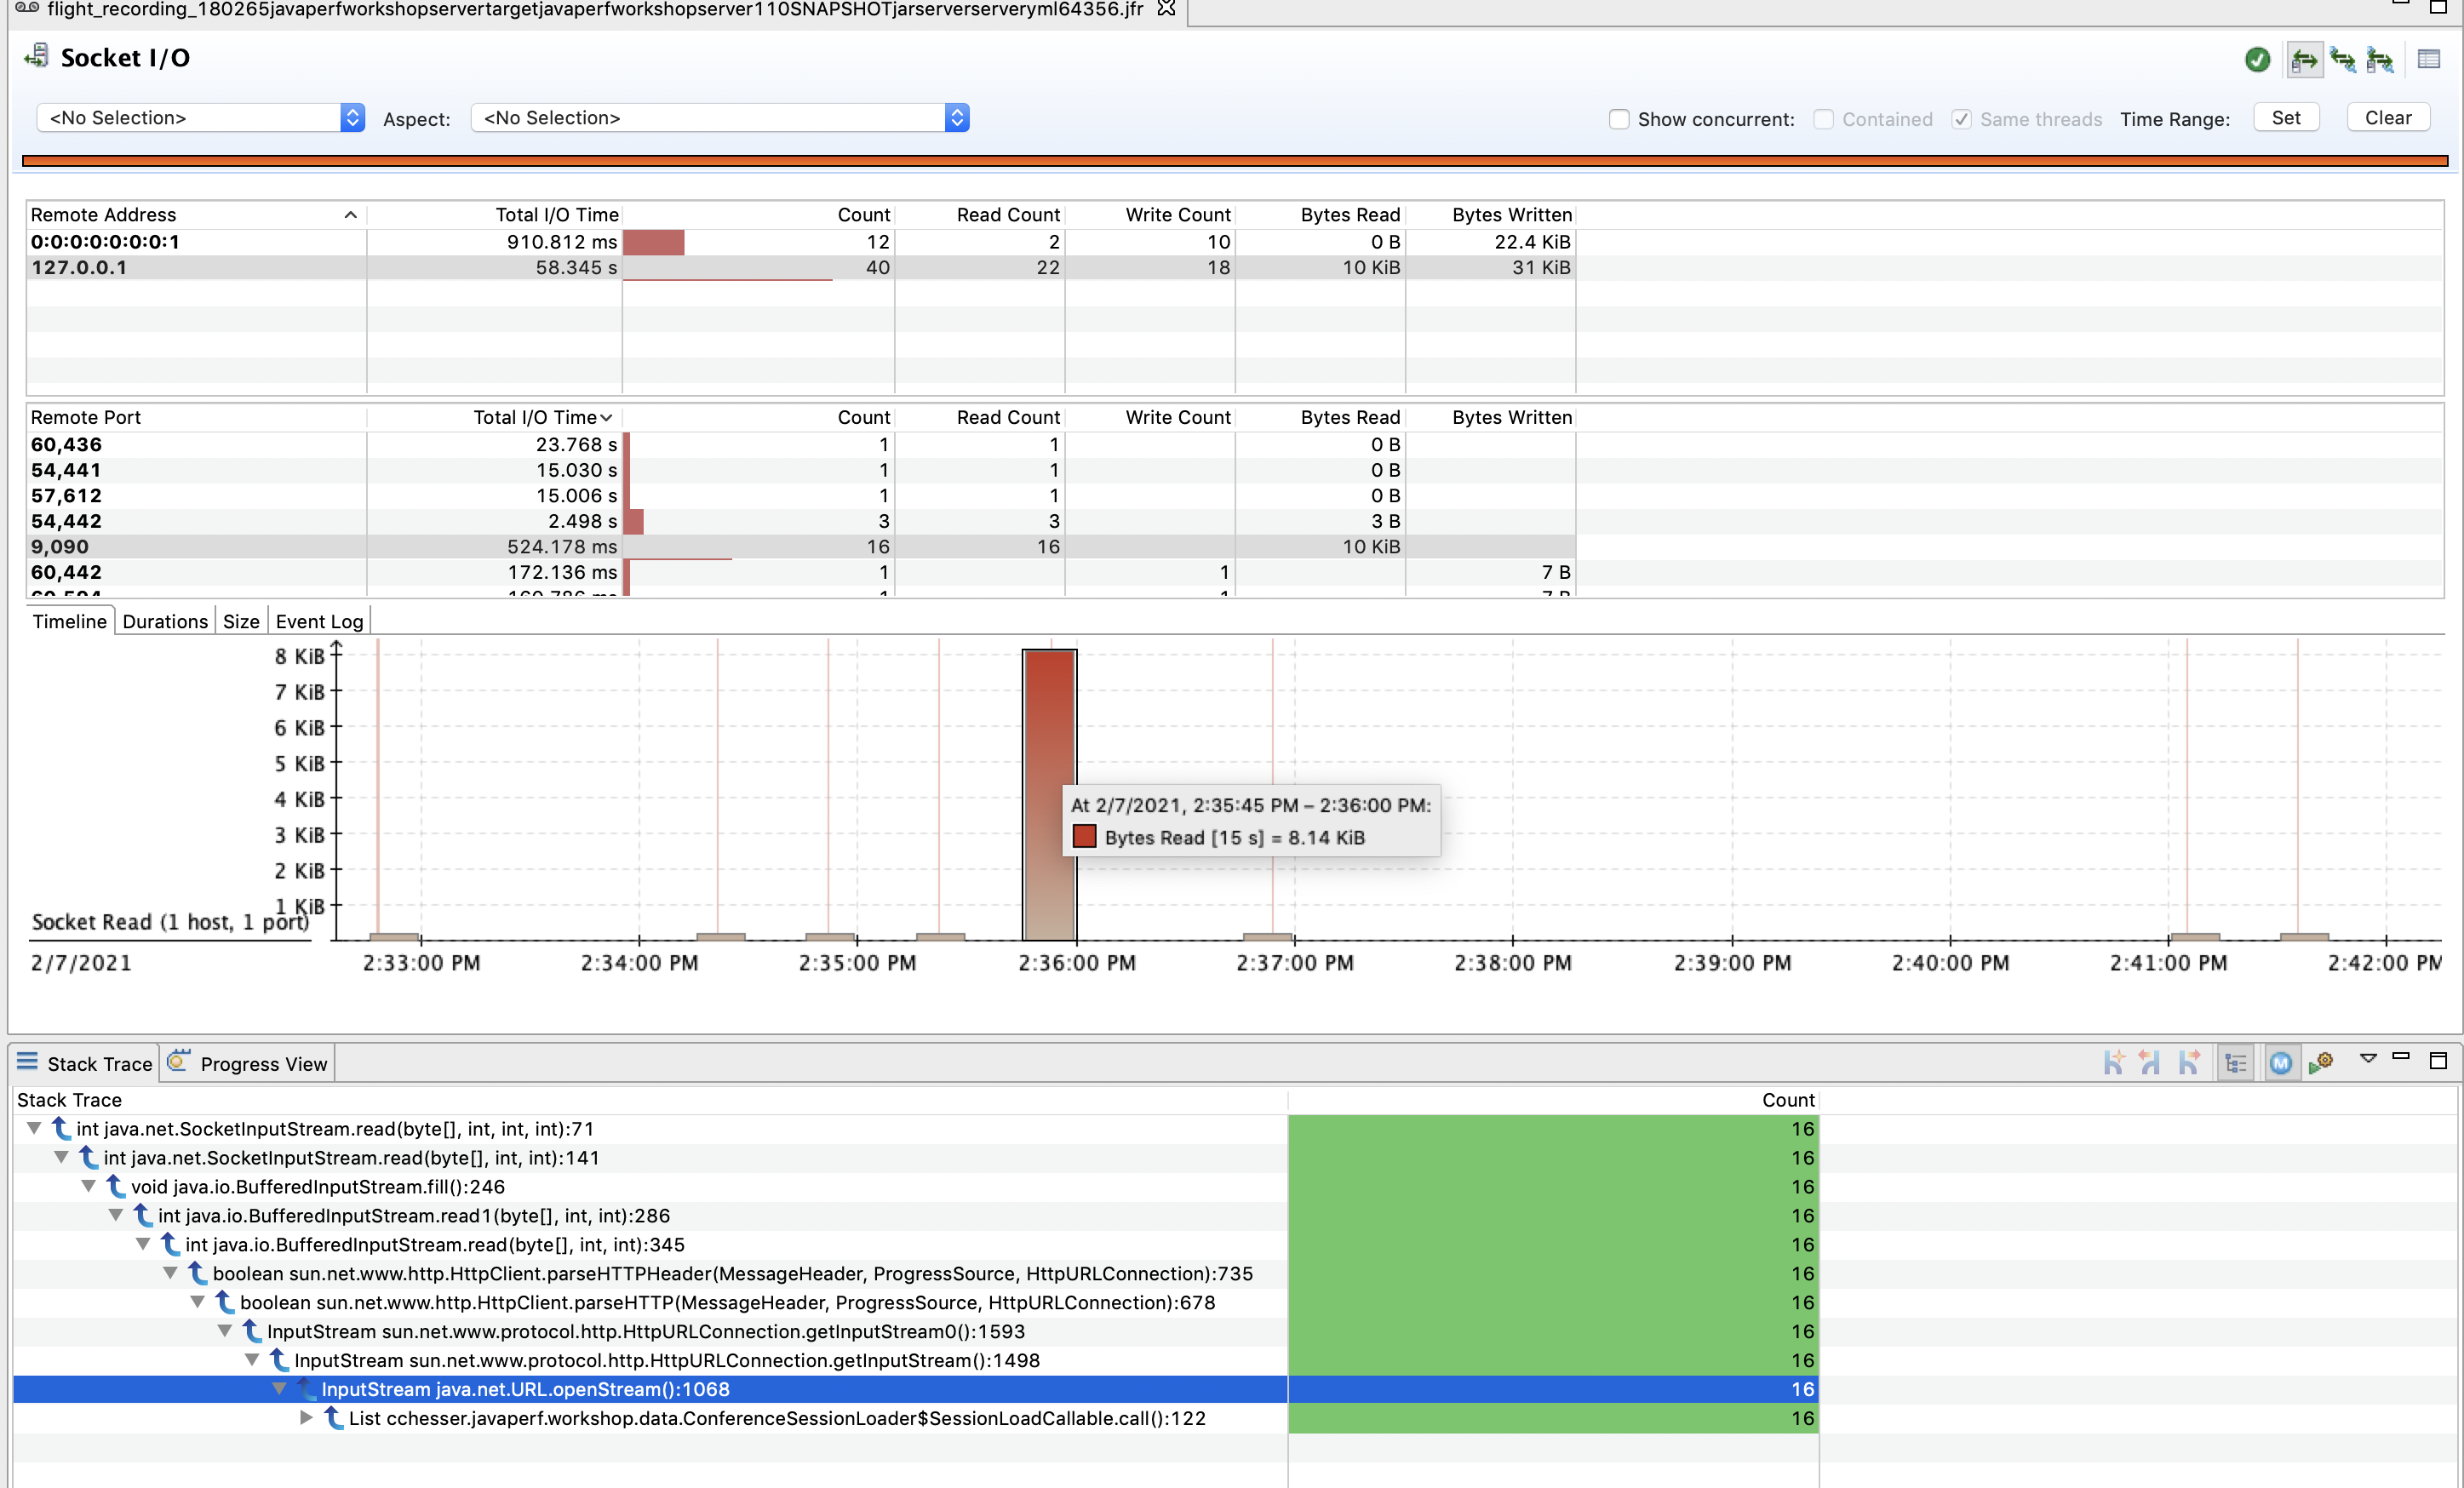 flight_recording_180265javaperfworkshopservertargetjavaperfworkshopserver110SNAPSHOTjarserverserveryml64356.jfr
Socket I/O
<No Selection> Aspect: <No Selection> Show concurrent: Contained Same threads Time Range: Set Clear
Remote Address Total I/O Time Count Read Count Write Count Bytes Read Bytes Written
0:0:0:0:0:0:0:1 910.812 ms 12 2 10 0 B 22.4 KiB
127.0.0.1 58.345 s 40 22 18 10 KiB 31 KiB
Remote Port Total I/O Time Count Read Count Write Count Bytes Read Bytes Written
60,436 23.768 s 1 1 0 B
54,441 15.030 s 1 1 0 B
57,612 15.006 s 1 1 0 B
54,442 2.498 s 3 3 3 B
9,090 524.178 ms 16 16 10 KiB
60,442 172.136 ms 1 1 7 B
Timeline Durations Size Event Log
8 KiB
7 KiB
6 KiB
5 KiB
4 KiB
3 KiB
2 KiB
1 KiB
At 2/7/2021, 2:35:45 PM – 2:36:00 PM:
Bytes Read [15 s] = 8.14 KiB
Socket Read (1 host, 1 port)
2/7/2021 2:33:00 PM 2:34:00 PM 2:35:00 PM 2:36:00 PM 2:37:00 PM 2:38:00 PM 2:39:00 PM 2:40:00 PM 2:41:00 PM 2:42:00 PM
Stack Trace Progress View
Stack Trace Count
int java.net.SocketInputStream.read(byte[], int, int, int):71 16
int java.net.SocketInputStream.read(byte[], int, int):141 16
void java.io.BufferedInputStream.fill():246 16
int java.io.BufferedInputStream.read1(byte[], int, int):286 16
int java.io.BufferedInputStream.read(byte[], int, int):345 16
boolean sun.net.www.http.HttpClient.parseHTTPHeader(MessageHeader, ProgressSource, HttpURLConnection):735 16
boolean sun.net.www.http.HttpClient.parseHTTP(MessageHeader, ProgressSource, HttpURLConnection):678 16
InputStream sun.net.www.protocol.http.HttpURLConnection.getInputStream0():1593 16
InputStream sun.net.www.protocol.http.HttpURLConnection.getInputStream():1498 16
InputStream java.net.URL.openStream():1068 16
List cchesser.javaperf.workshop.data.ConferenceSessionLoader$SessionLoadCallable.call():122 16